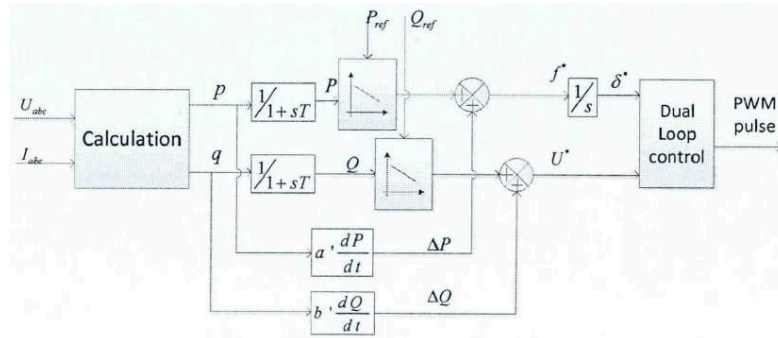 P_ref
Q_ref
U_abc
I_abc
Calculation
p
q
1/1+sT
1/1+sT
P
Q
+
+
+
−
f*
1/s
δ*
U*
Dual
Loop
control
PWM
pulse
a ' dP/dt
ΔP
b ' dQ/dt
ΔQ